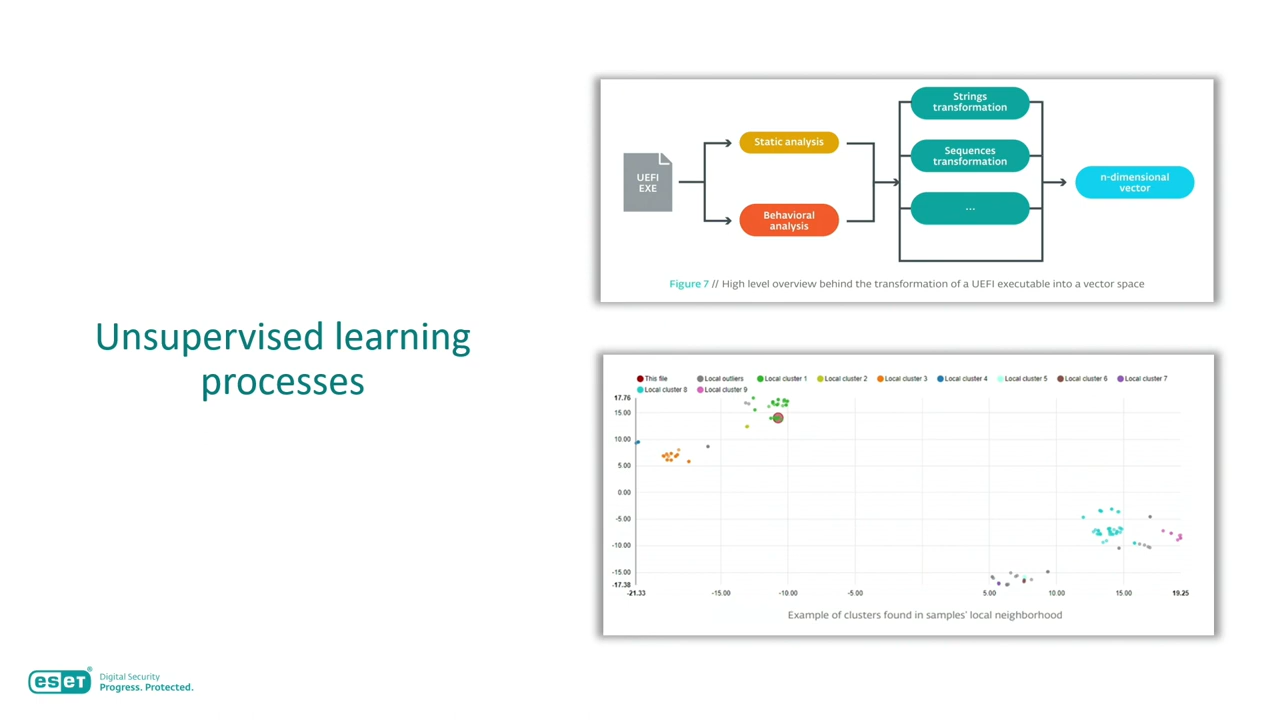 Unsupervised learning
processes
UEFI
EXE
Static analysis
Behavioral
analysis
Strings
transformation
Sequences
transformation
...
n-dimensional
vector
Figure 7 // High level overview behind the transformation of a UEFI executable into a vector space
This file Local outliers Local cluster 1 Local cluster 2 Local cluster 3 Local cluster 4 Local cluster 5 Local cluster 6 Local cluster 7
Local cluster 8 Local cluster 9
17.76
15.00
10.00
5.00
0.00
-5.00
-10.00
-15.00
-17.38
-21.33 -15.00 -10.00 -5.00 5.00 10.00 15.00 19.25
Example of clusters found in samples' local neighborhood
eset® Digital Security
Progress. Protected.